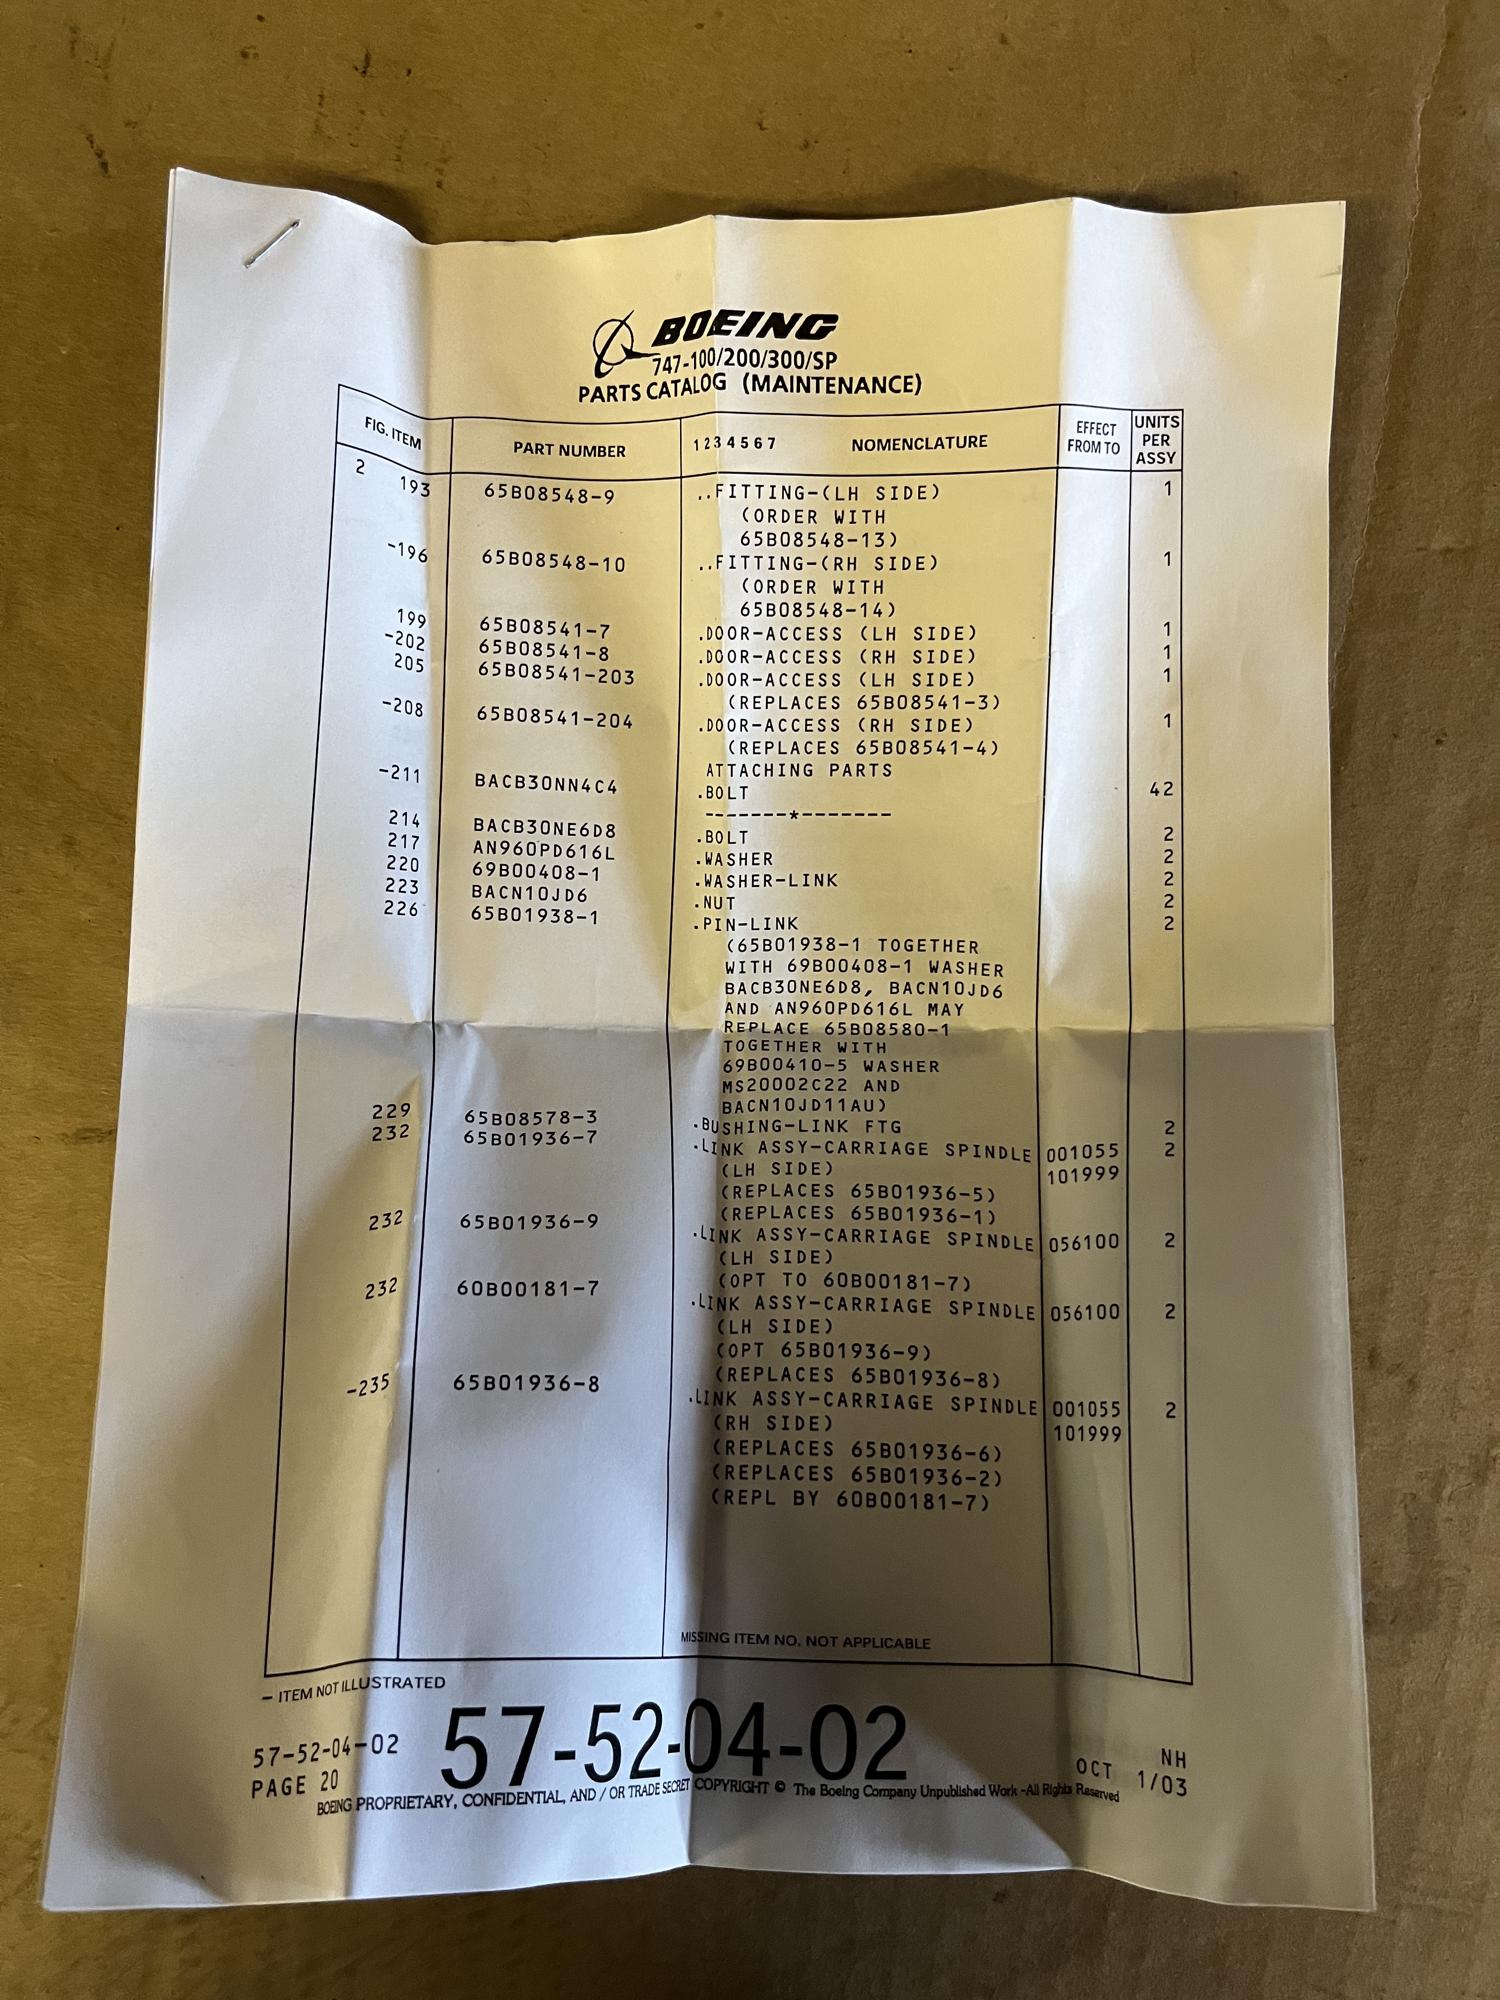 BOEING
747-100/200/300/SP
PARTS CATALOG (MAINTENANCE)
FIG. ITEM PART NUMBER 1 2 3 4 5 6 7 NOMENCLATURE EFFECT FROM TO UNITS PER ASSY
2
193 65B08548-9 ..FITTING-(LH SIDE) 1
(ORDER WITH
65B08548-13)
-196 65B08548-10 ..FITTING-(RH SIDE) 1
(ORDER WITH
65B08548-14)
199 65B08541-7 .DOOR-ACCESS (LH SIDE) 1
-202 65B08541-8 .DOOR-ACCESS (RH SIDE) 1
205 65B08541-203 .DOOR-ACCESS (LH SIDE) 1
(REPLACES 65B08541-3)
-208 65B08541-204 .DOOR-ACCESS (RH SIDE) 1
(REPLACES 65B08541-4)
ATTACHING PARTS
-211 BACB30NN4C4 .BOLT 42
-------*-------
214 BACB30NE6D8 .BOLT 2
217 AN960PD616L .WASHER 2
220 69B00408-1 .WASHER-LINK 2
223 BACN10JD6 .NUT 2
226 65B01938-1 .PIN-LINK 2
(65B01938-1 TOGETHER
WITH 69B00408-1 WASHER
BACB30NE6D8, BACN10JD6
AND AN960PD616L MAY
REPLACE 65B08580-1
TOGETHER WITH
69B00410-5 WASHER
MS20002C22 AND
BACN10JD11AU)
229 65B08578-3 .BUSHING-LINK FTG 2
232 65B01936-7 .LINK ASSY-CARRIAGE SPINDLE 001055 2
(LH SIDE) 101999
(REPLACES 65B01936-5)
(REPLACES 65B01936-1)
232 65B01936-9 .LINK ASSY-CARRIAGE SPINDLE 056100 2
(LH SIDE)
(OPT TO 60B00181-7)
232 60B00181-7 .LINK ASSY-CARRIAGE SPINDLE 056100 2
(LH SIDE)
(OPT 65B01936-9)
(REPLACES 65B01936-8)
-235 65B01936-8 .LINK ASSY-CARRIAGE SPINDLE 001055 2
(RH SIDE) 101999
(REPLACES 65B01936-6)
(REPLACES 65B01936-2)
(REPL BY 60B00181-7)
MISSING ITEM NO. NOT APPLICABLE
– ITEM NOT ILLUSTRATED
57-52-04-02
57-52-04-02 NH
PAGE 20 OCT 1/03
BOEING PROPRIETARY, CONFIDENTIAL, AND / OR TRADE SECRET COPYRIGHT © The Boeing Company Unpublished Work -All Rights Reserved